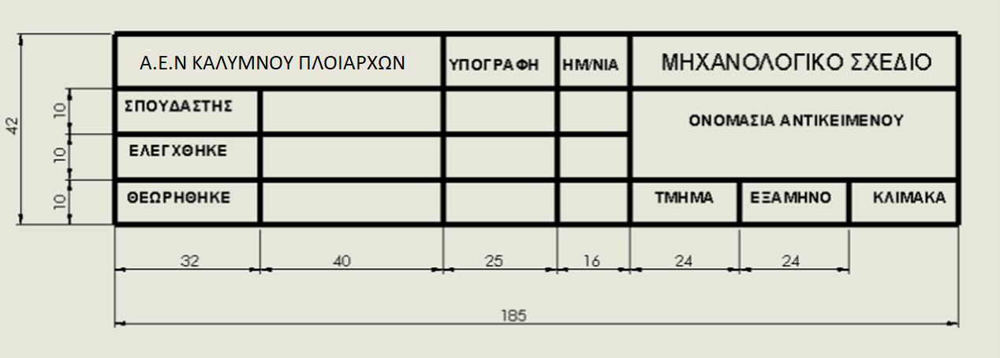 Α.Ε.Ν ΚΑΛΥΜΝΟΥ ΠΛΟΙΑΡΧΩΝ ΥΠΟΓΡΑΦΗ ΗΜ/ΝΙΑ ΜΗΧΑΝΟΛΟΓΙΚΟ ΣΧΕΔΙΟ
42
10 ΣΠΟΥΔΑΣΤΗΣ
ΟΝΟΜΑΣΙΑ ΑΝΤΙΚΕΙΜΕΝΟΥ
10 ΕΛΕΓΧΘΗΚΕ
10 ΘΕΩΡΗΘΗΚΕ ΤΜΗΜΑ ΕΞΑΜΗΝΟ ΚΛΙΜΑΚΑ
32 40 25 16 24 24
185